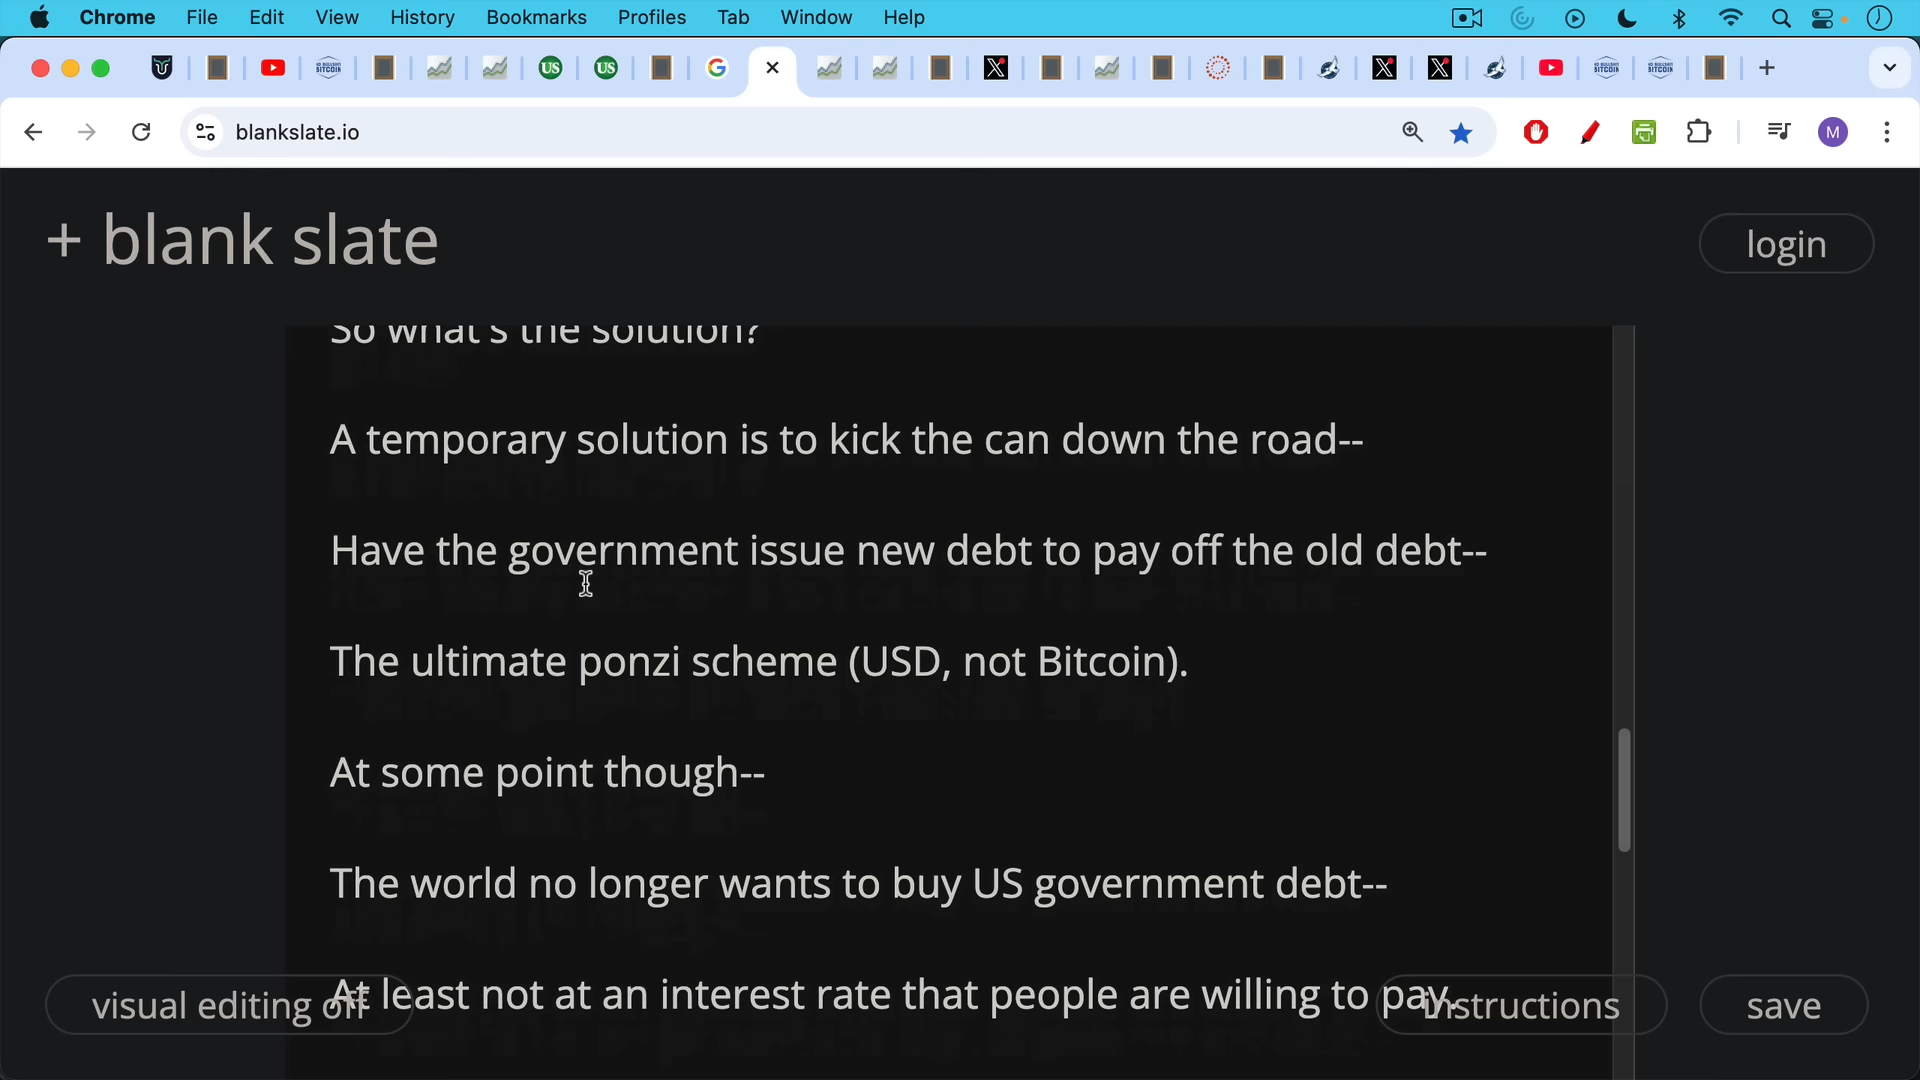 Chrome File Edit View History Bookmarks Profiles Tab Window Help
blankslate.io
M
+ blank slate
login
So what's the solution?
A temporary solution is to kick the can down the road--
Have the government issue new debt to pay off the old debt--
The ultimate ponzi scheme (USD, not Bitcoin).
At some point though--
The world no longer wants to buy US government debt--
At least not at an interest rate that people are willing to pay.
visual editing off
instructions
save